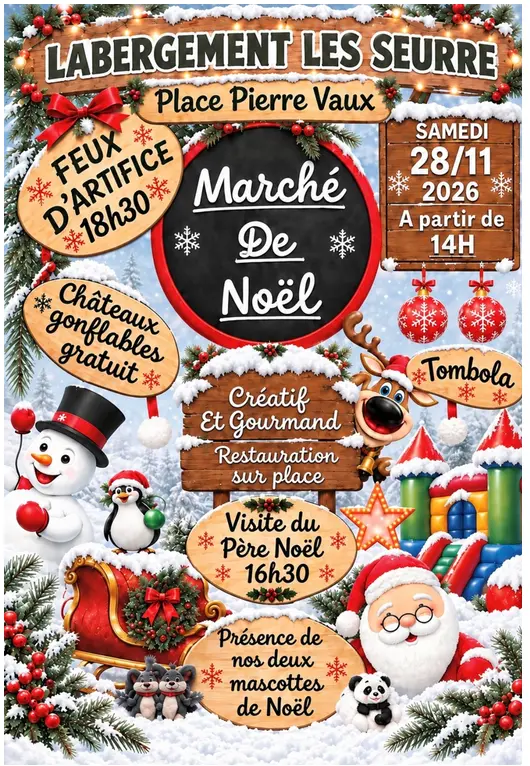 LABERGEMENT LES SEURRE
Place Pierre Vaux
FEUX
D'ARTIFICE
18h30
Marché
De
Noël
SAMEDI
28/11
2026
A partir de
14H
Châteaux
gonflables
gratuit
Tombola
Créatif
Et Gourmand
Restauration
sur place
Visite du
Père Noël
16h30
Présence de
nos deux
mascottes
de Noël